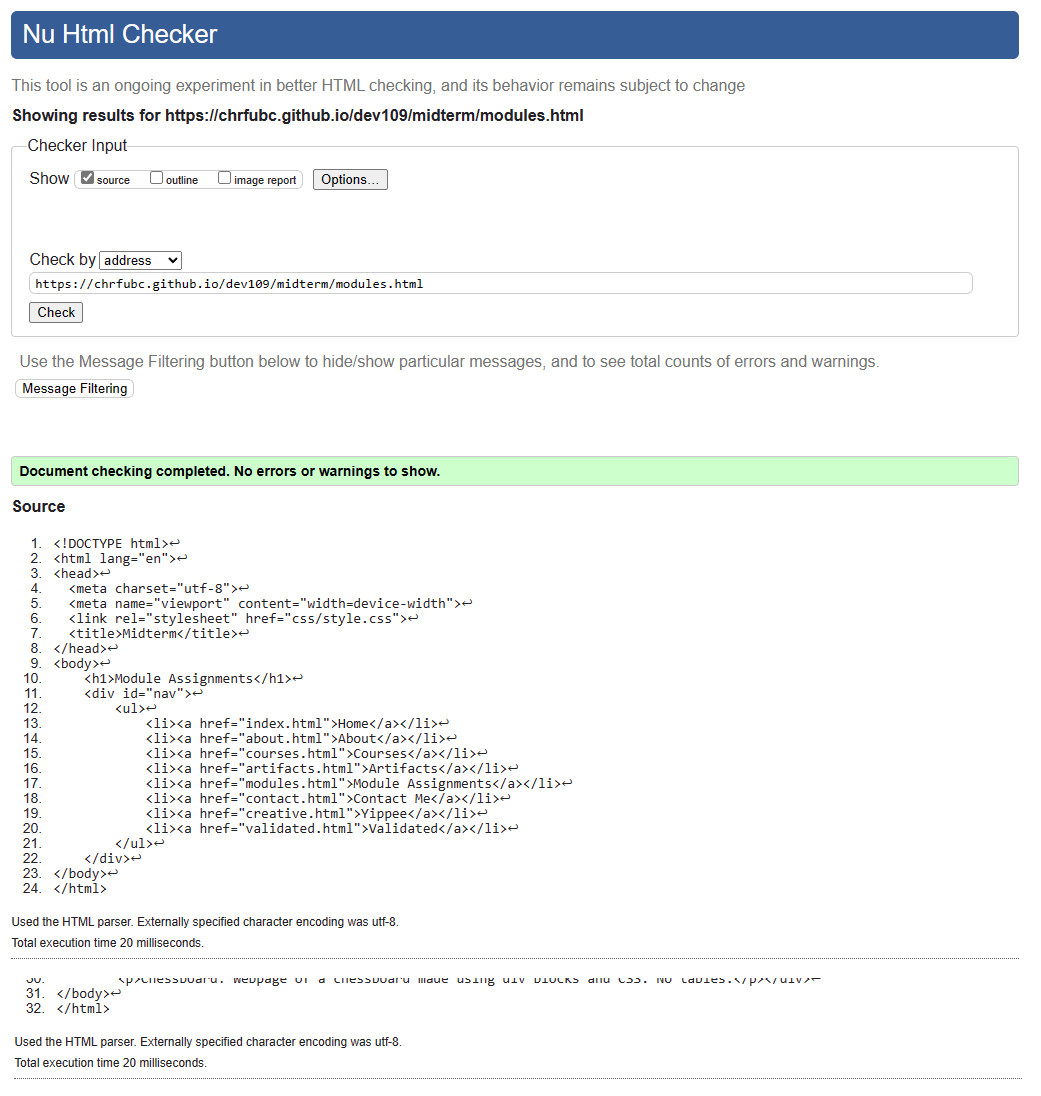 Nu Html Checker
This tool is an ongoing experiment in better HTML checking, and its behavior remains subject to change
Showing results for https://chrfubc.github.io/dev109/midterm/modules.html
Checker Input
Show source outline image report Options...
Check by address
https://chrfubc.github.io/dev109/midterm/modules.html
Check
Use the Message Filtering button below to hide/show particular messages, and to see total counts of errors and warnings.
Message Filtering
Document checking completed. No errors or warnings to show.
Source
1. <!DOCTYPE html>↩
2. <html lang="en">↩
3. <head>↩
4.   <meta charset="utf-8">↩
5.   <meta name="viewport" content="width=device-width">↩
6.   <link rel="stylesheet" href="css/style.css">↩
7.   <title>Midterm</title>↩
8. </head>↩
9. <body>↩
10.     <h1>Module Assignments</h1>↩
11.     <div id="nav">↩
12.         <ul>↩
13.             <li><a href="index.html">Home</a></li>↩
14.             <li><a href="about.html">About</a></li>↩
15.             <li><a href="courses.html">Courses</a></li>↩
16.             <li><a href="artifacts.html">Artifacts</a></li>↩
17.             <li><a href="modules.html">Module Assignments</a></li>↩
18.             <li><a href="contact.html">Contact Me</a></li>↩
19.             <li><a href="creative.html">Yippee</a></li>↩
20.             <li><a href="validated.html">Validated</a></li>↩
21.         </ul>↩
22.     </div>↩
23. </body>↩
24. </html>
Used the HTML parser. Externally specified character encoding was utf-8.
Total execution time 20 milliseconds.
30.         <p>Chessboard. Webpage of a chessboard made using div blocks and CSS. No tables.</p></div>↩
31. </body>↩
32. </html>
Used the HTML parser. Externally specified character encoding was utf-8.
Total execution time 20 milliseconds.